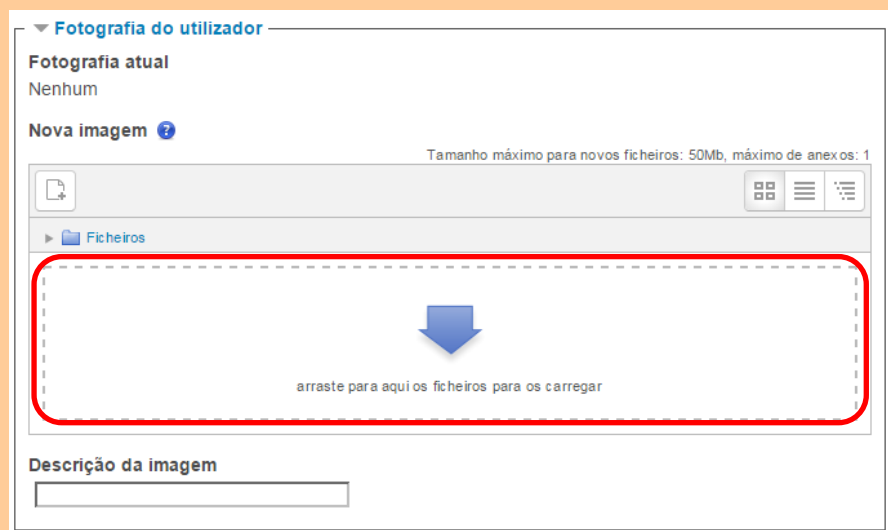 Fotografia do utilizador
Fotografia atual
Nenhum
Nova imagem ?
Tamanho máximo para novos ficheiros: 50Mb, máximo de anexos: 1
Ficheiros
arraste para aqui os ficheiros para os carregar
Descrição da imagem